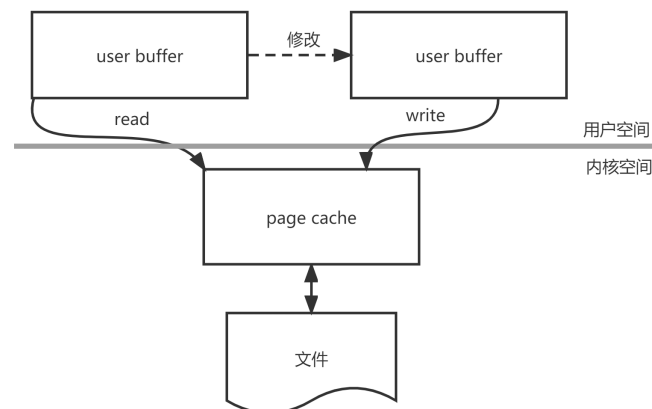 修改
user buffer
user buffer
read
write
用户空间
内核空间
page cache
文件